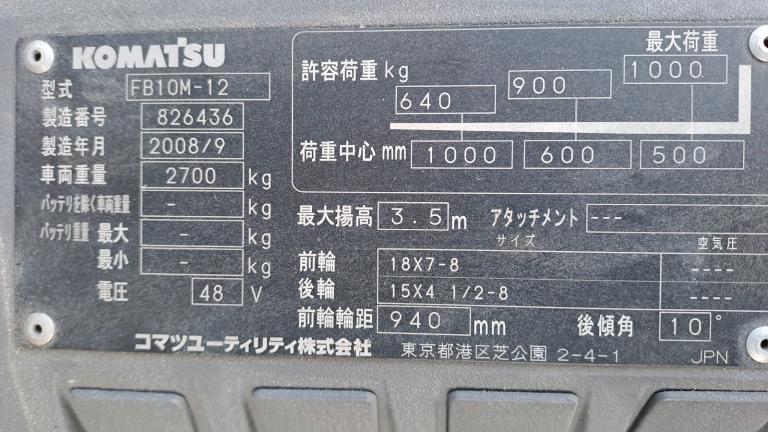 KOMATSU
型式 FB10M-12
製造番号 826436
製造年月 2008/9
車両重量 2700 kg
バッテリを除く車両重量 - kg
バッテリ重量 最大 - kg
最小 - kg
電圧 48 V
最大荷重
許容荷重 kg 640 900 1000
荷重中心 mm 1000 600 500
最大揚高 3.5 m アタッチメント ---
サイズ 空気圧
前輪 18X7-8 ----
後輪 15X4 1/2-8 ----
前輪輪距 940 mm 後傾角 10°
コマツユーティリティ株式会社 東京都港区芝公園 2-4-1 JPN